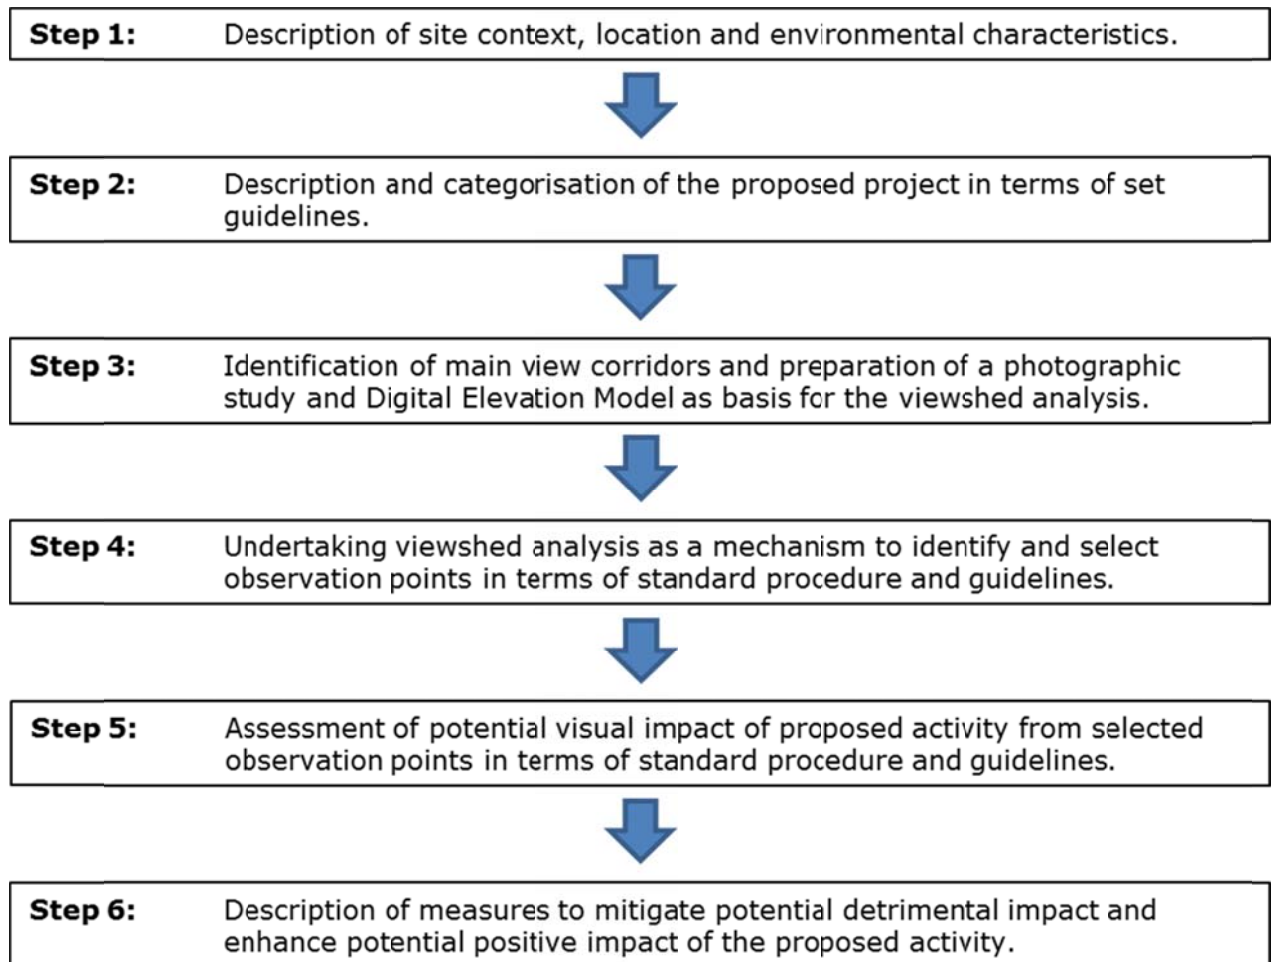 Step 1: Description of site context, location and environmental characteristics.
Step 2: Description and categorisation of the proposed project in terms of set
guidelines.
Step 3: Identification of main view corridors and preparation of a photographic
study and Digital Elevation Model as basis for the viewshed analysis.
Step 4: Undertaking viewshed analysis as a mechanism to identify and select
observation points in terms of standard procedure and guidelines.
Step 5: Assessment of potential visual impact of proposed activity from selected
observation points in terms of standard procedure and guidelines.
Step 6: Description of measures to mitigate potential detrimental impact and
enhance potential positive impact of the proposed activity.